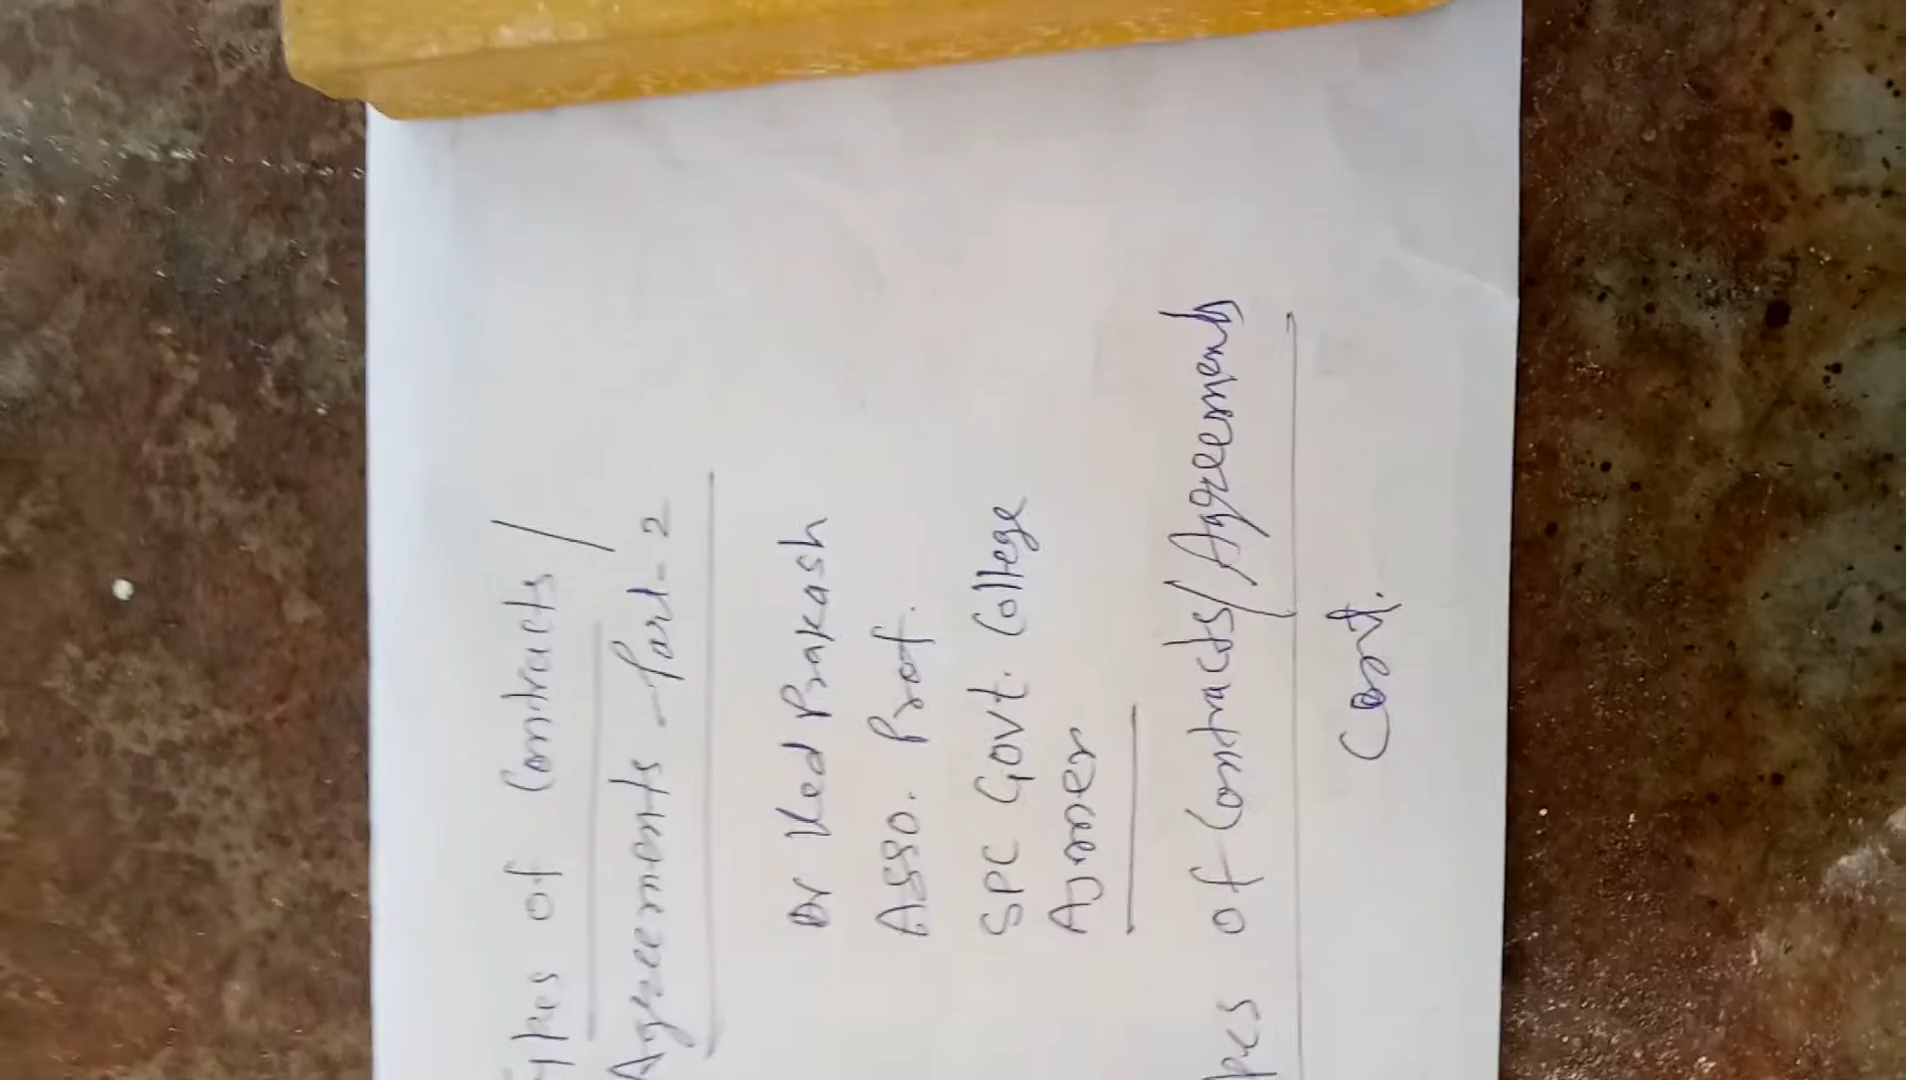 Types of Contracts/
Agreements - Part-2
Dr Ved Prakash
Asso. Prof.
SPC Govt. College
Ajmer
Types of Contracts/Agreements
Cont.